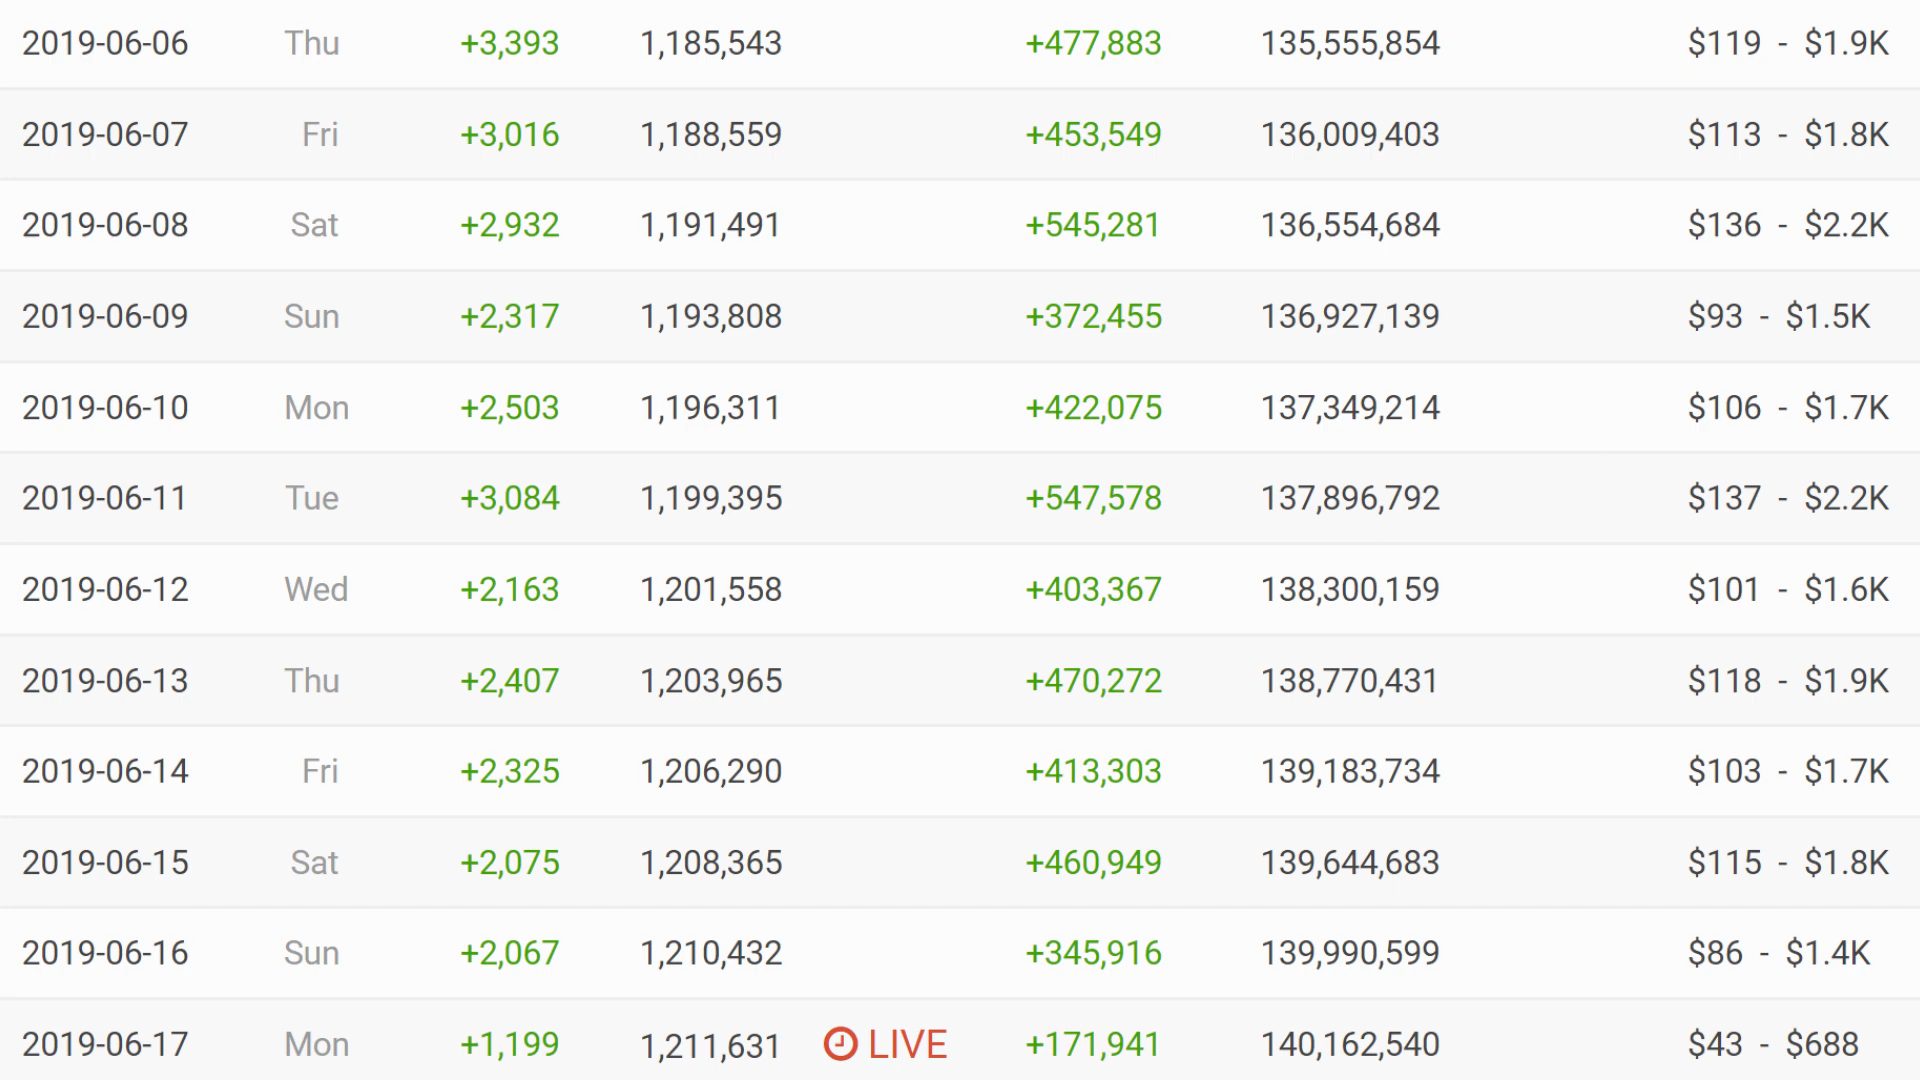 2019-06-06 Thu +3,393 1,185,543 +477,883 135,555,854 $119 - $1.9K
2019-06-07 Fri +3,016 1,188,559 +453,549 136,009,403 $113 - $1.8K
2019-06-08 Sat +2,932 1,191,491 +545,281 136,554,684 $136 - $2.2K
2019-06-09 Sun +2,317 1,193,808 +372,455 136,927,139 $93 - $1.5K
2019-06-10 Mon +2,503 1,196,311 +422,075 137,349,214 $106 - $1.7K
2019-06-11 Tue +3,084 1,199,395 +547,578 137,896,792 $137 - $2.2K
2019-06-12 Wed +2,163 1,201,558 +403,367 138,300,159 $101 - $1.6K
2019-06-13 Thu +2,407 1,203,965 +470,272 138,770,431 $118 - $1.9K
2019-06-14 Fri +2,325 1,206,290 +413,303 139,183,734 $103 - $1.7K
2019-06-15 Sat +2,075 1,208,365 +460,949 139,644,683 $115 - $1.8K
2019-06-16 Sun +2,067 1,210,432 +345,916 139,990,599 $86 - $1.4K
2019-06-17 Mon +1,199 1,211,631 LIVE +171,941 140,162,540 $43 - $688